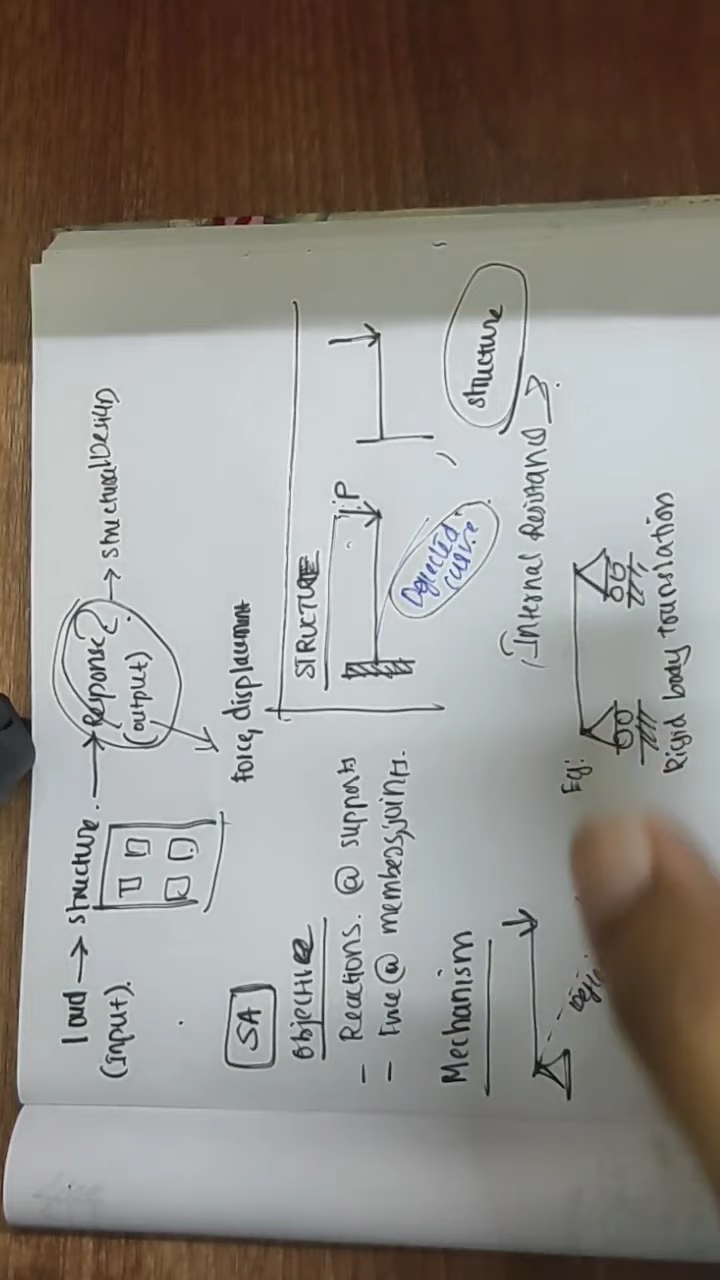 load → structure. → Response? → structural Design
(input). (output)
force, displacement
SA
objective
- Reactions. @ supports
- force @ members, joints.
STRUCTURE
P
Deflected
curve
structure
, Internal Resistance
Mechanism
Eg:
Rigid body translation